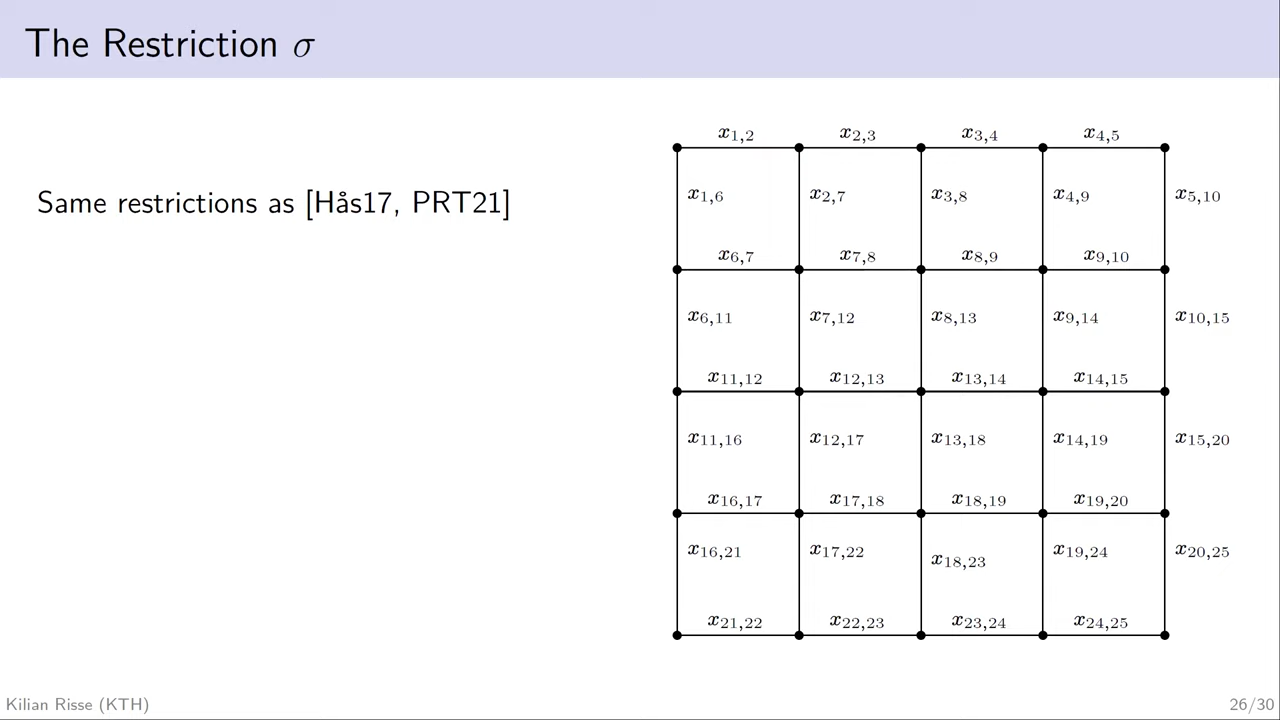 The Restriction σ
Same restrictions as [Hås17, PRT21]
x1,2 x2,3 x3,4 x4,5
x1,6 x2,7 x3,8 x4,9 x5,10
x6,7 x7,8 x8,9 x9,10
x6,11 x7,12 x8,13 x9,14 x10,15
x11,12 x12,13 x13,14 x14,15
x11,16 x12,17 x13,18 x14,19 x15,20
x16,17 x17,18 x18,19 x19,20
x16,21 x17,22 x18,23 x19,24 x20,25
x21,22 x22,23 x23,24 x24,25
Kilian Risse (KTH)
26/30